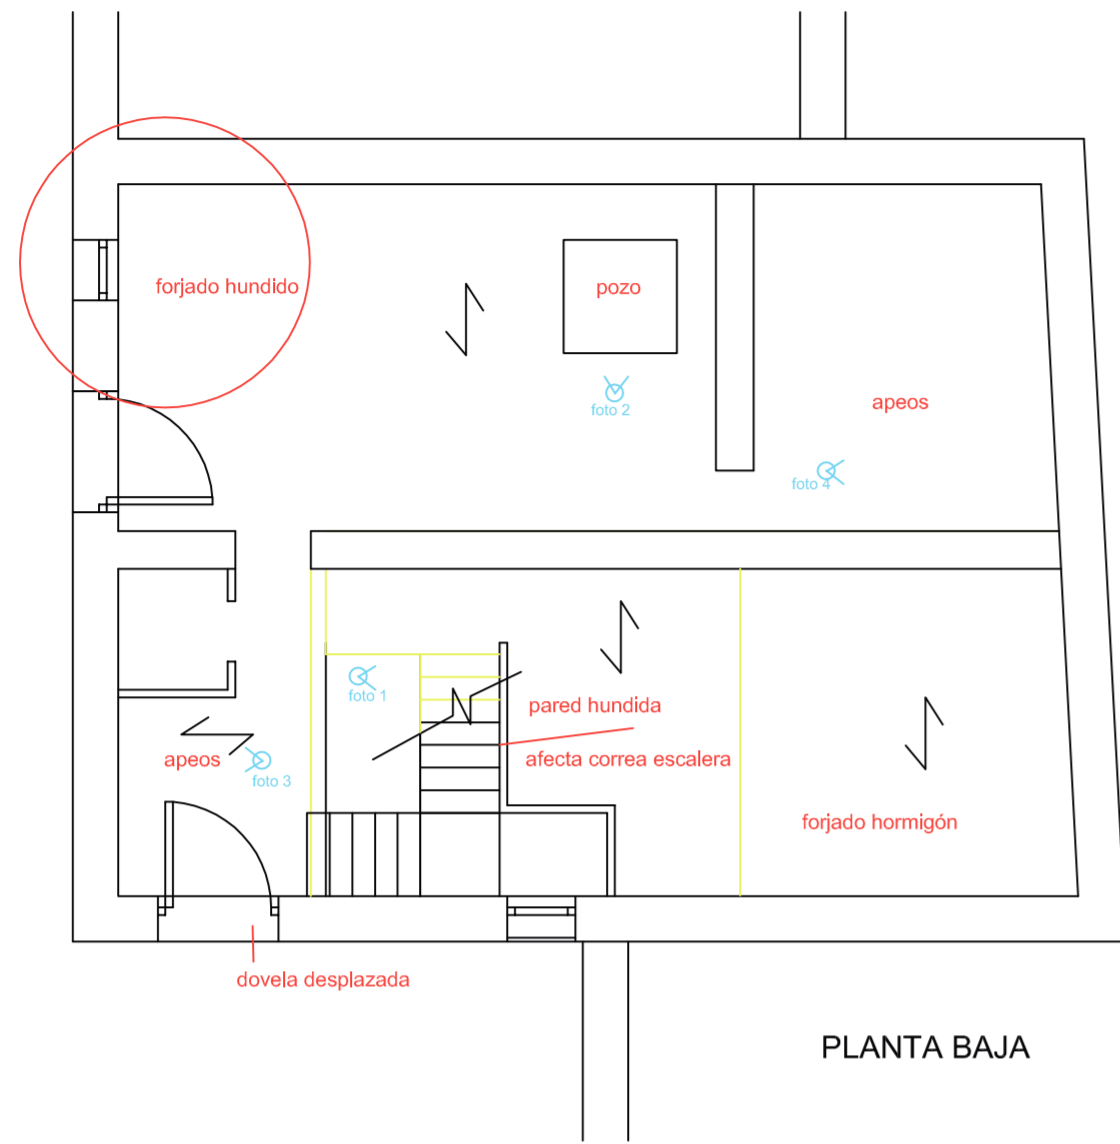 forjado hundido
pozo
foto 2
apeos
foto 4
foto 1
pared hundida
apeos
afecta correa escalera
foto 3
forjado hormigón
dovela desplazada
PLANTA BAJA